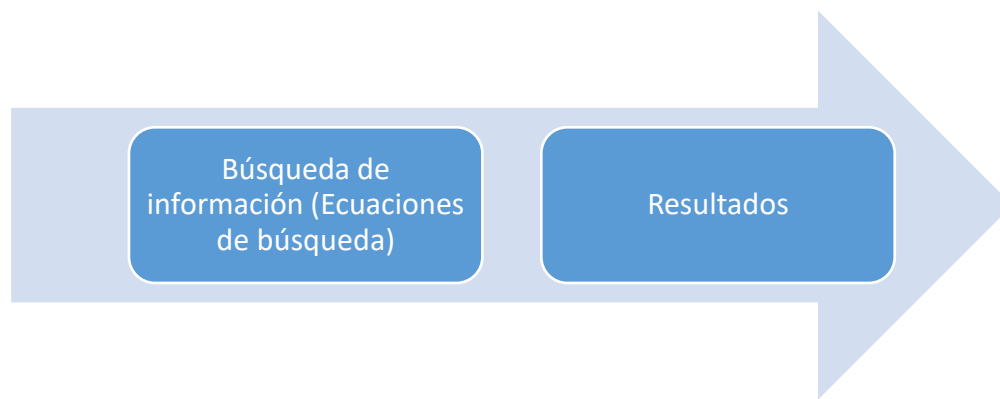 Búsqueda de
información (Ecuaciones
de búsqueda)
Resultados